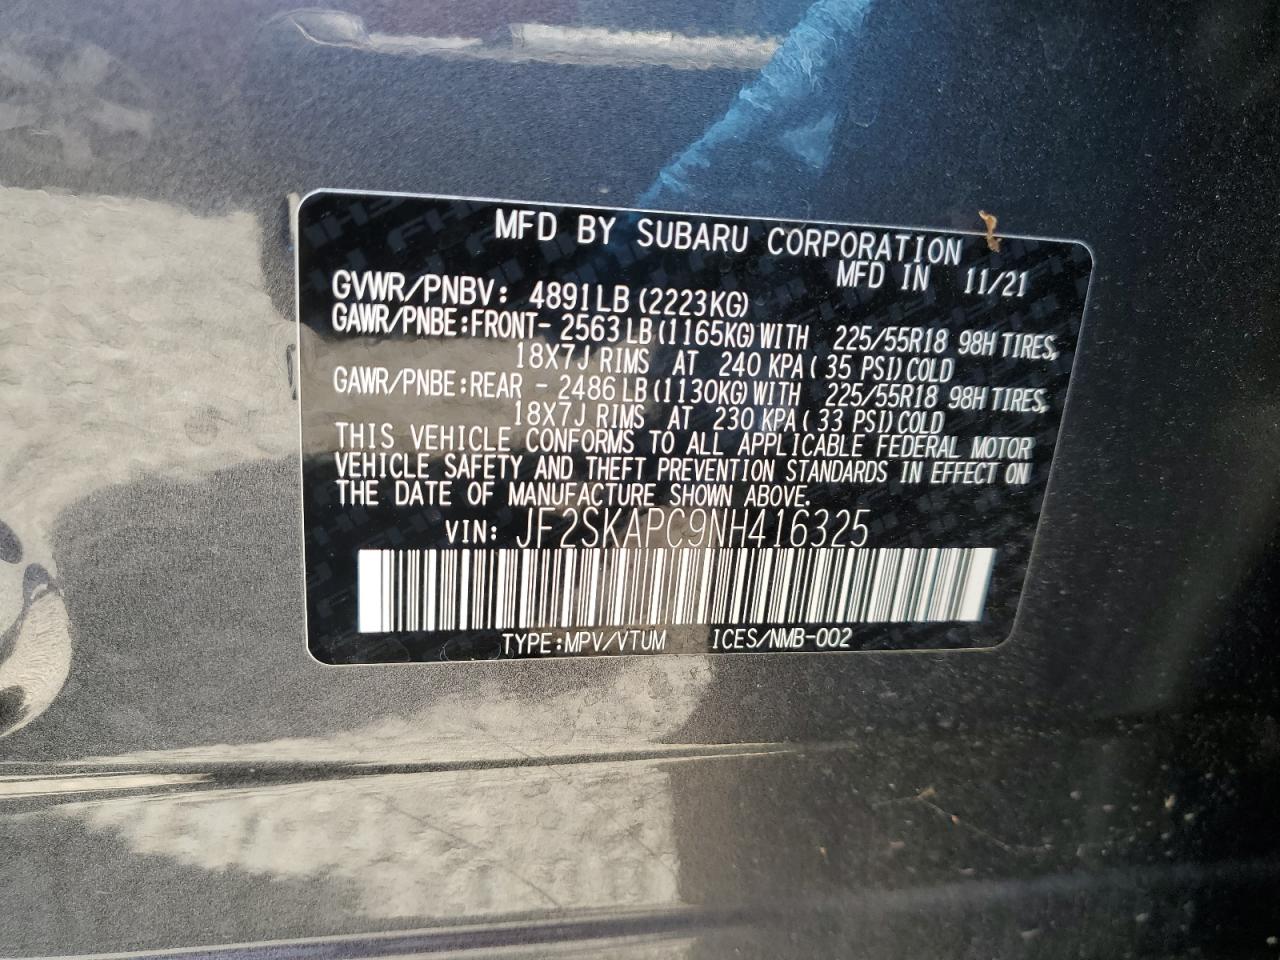 MFD BY SUBARU CORPORATION
MFD IN 11/21
GVWR/PNBV: 4891LB (2223KG)
GAWR/PNBE:FRONT- 2563 LB (1165KG) WITH 225/55R18 98H TIRES,
18X7J RIMS AT 240 KPA ( 35 PSI) COLD
GAWR/PNBE:REAR - 2486 LB (1130KG) WITH 225/55R18 98H TIRES,
18X7J RIMS AT 230 KPA ( 33 PSI) COLD
THIS VEHICLE CONFORMS TO ALL APPLICABLE FEDERAL MOTOR
VEHICLE SAFETY AND THEFT PREVENTION STANDARDS IN EFFECT ON
THE DATE OF MANUFACTURE SHOWN ABOVE.
VIN: JF2SKAPC9NH416325
TYPE:MPV/VTUM ICES/NMB-002